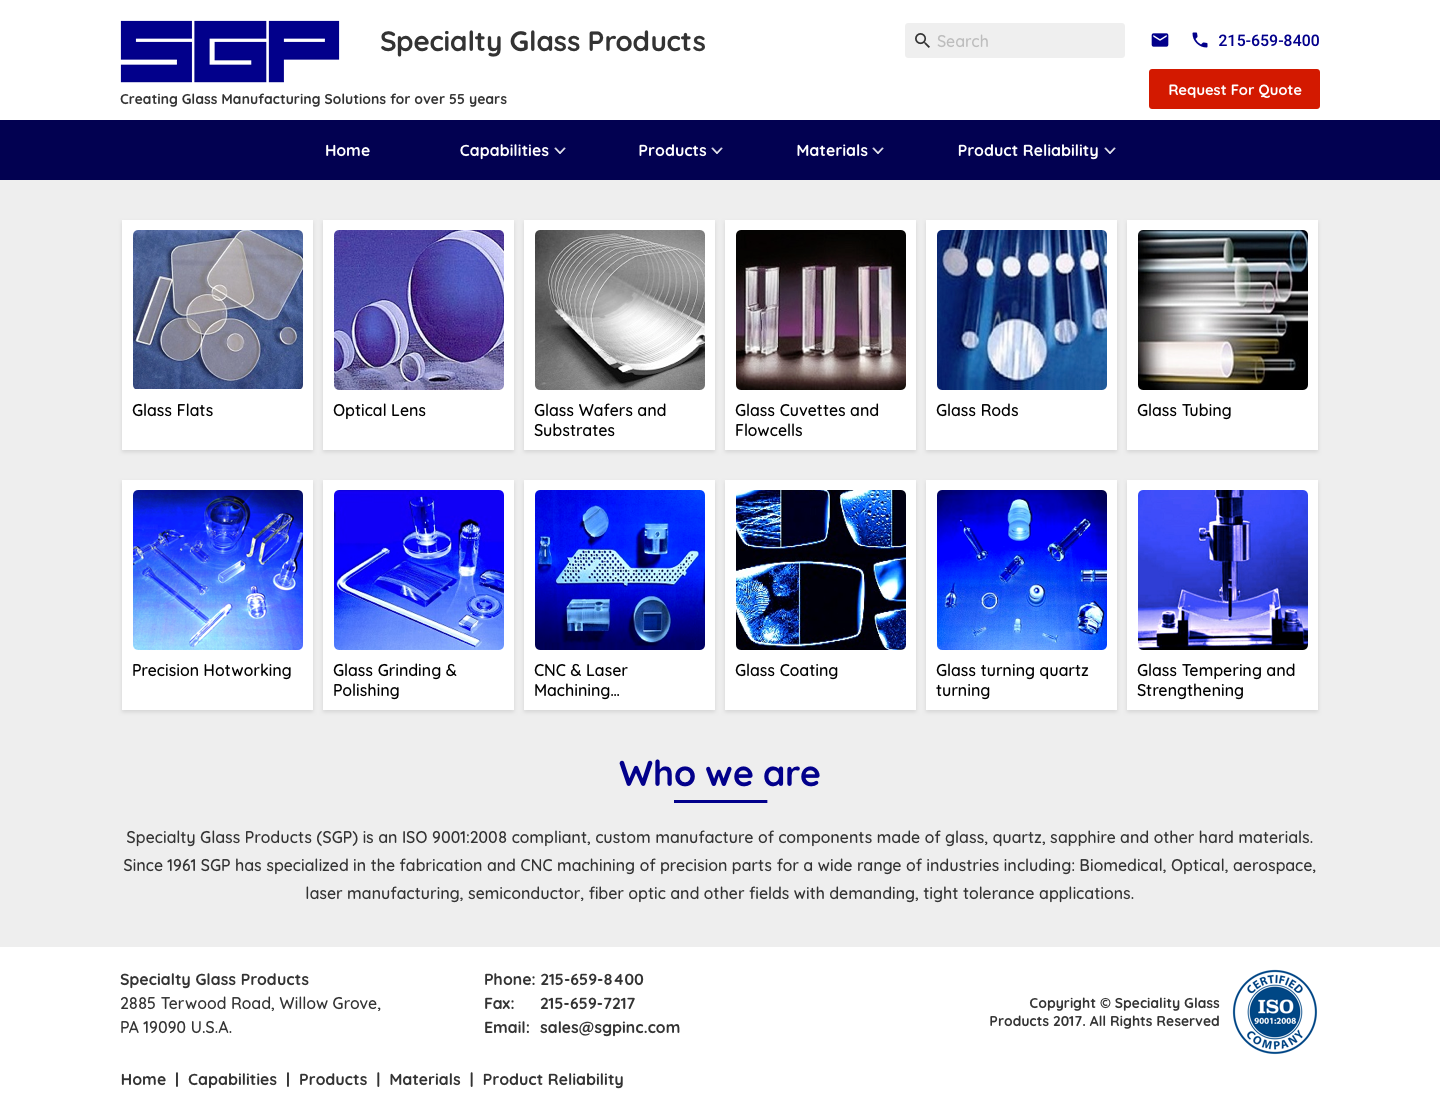 SGP
Specialty Glass Products
Search
215-659-8400
Creating Glass Manufacturing Solutions for over 55 years
Request For Quote
Home
Capabilities
Products
Materials
Product Reliability
Glass Flats
Optical Lens
Glass Wafers and
Substrates
Glass Cuvettes and
Flowcells
Glass Rods
Glass Tubing
Precision Hotworking
Glass Grinding &
Polishing
CNC & Laser
Machining...
Glass Coating
Glass turning quartz
turning
Glass Tempering and
Strengthening
Who we are
Specialty Glass Products (SGP) is an ISO 9001:2008 compliant, custom manufacture of components made of glass, quartz, sapphire and other hard materials.
Since 1961 SGP has specialized in the fabrication and CNC machining of precision parts for a wide range of industries including: Biomedical, Optical, aerospace,
laser manufacturing, semiconductor, fiber optic and other fields with demanding, tight tolerance applications.
Specialty Glass Products
2885 Terwood Road, Willow Grove,
PA 19090 U.S.A.
Phone: 215-659-8400
Fax: 215-659-7217
Email: sales@sgpinc.com
Copyright © Speciality Glass
Products 2017. All Rights Reserved
CERTIFIED
ISO
9001:2008
COMPANY
Home | Capabilities | Products | Materials | Product Reliability